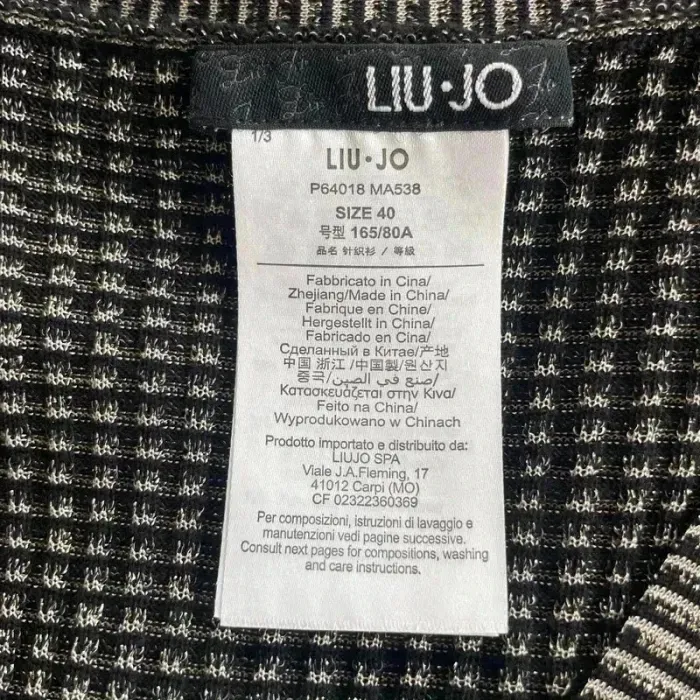 LIU·JO
1/3
LIU·JO
P64018 MA538
SIZE 40
号型 165/80A
品名 针织衫 / 等級
Fabbricato in Cina/
Zhejiang/Made in China/
Fabrique en Chine/
Hergestellt in China/
Fabricado en Cina/
Сделанный в Китае/产地
中国 浙江 /中国製/원산지
중국/صنع في الصين/
Κατασκευάζεται στην Κίνα/
Feito na China/
Wyprodukowano w Chinach
Prodotto importato e distribuito da:
LIUJO SPA
Viale J.A.Fleming, 17
41012 Carpi (MO)
CF 02322360369
Per composizioni, istruzioni di lavaggio e
manutenzioni vedi pagine successive.
Consult next pages for compositions, washing
and care instructions.